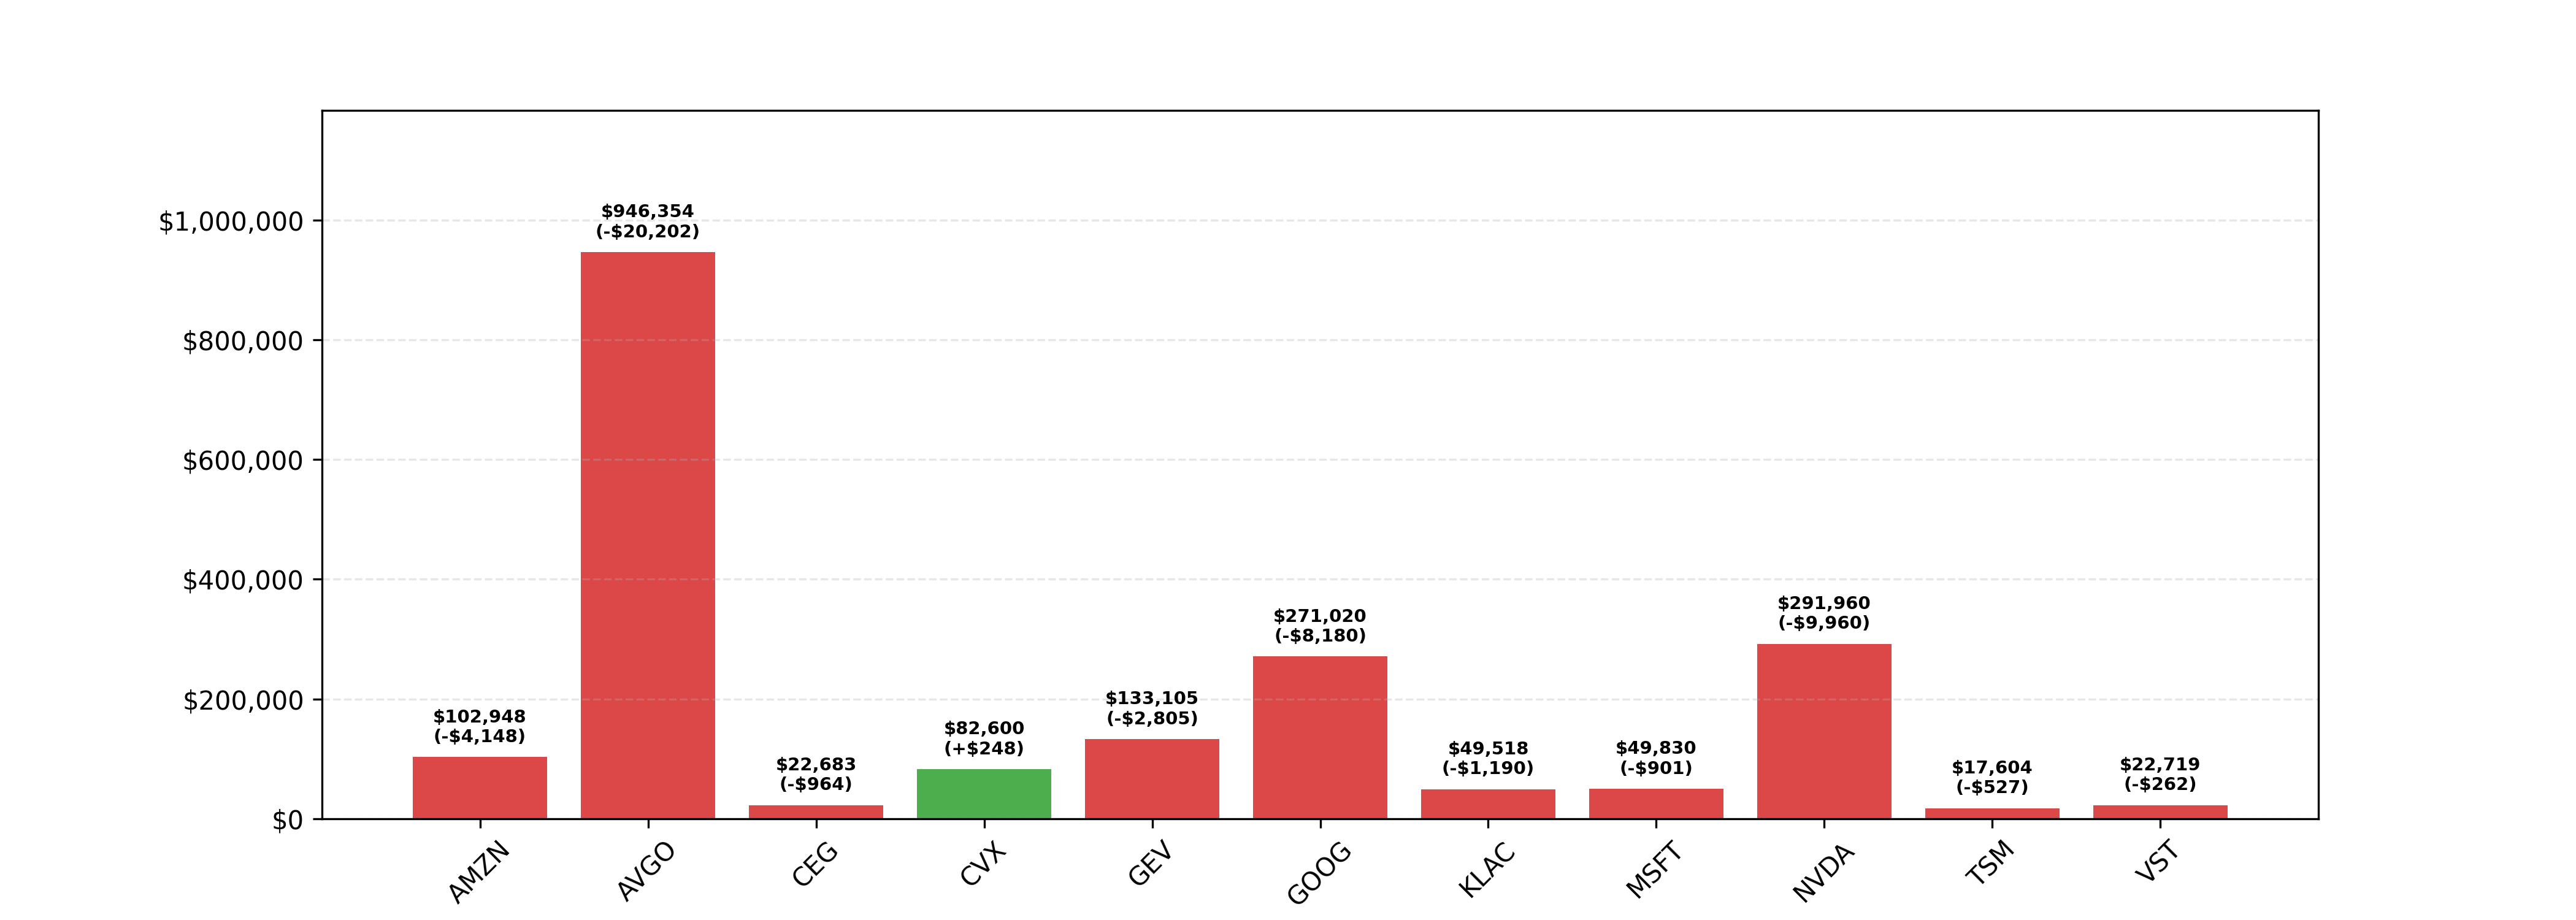 $1,000,000
$800,000
$600,000
$400,000
$200,000
$0
$102,948
(-$4,148)
$946,354
(-$20,202)
$22,683
(-$964)
$82,600
(+$248)
$133,105
(-$2,805)
$271,020
(-$8,180)
$49,518
(-$1,190)
$49,830
(-$901)
$291,960
(-$9,960)
$17,604
(-$527)
$22,719
(-$262)
AMZN
AVGO
CEG
CVX
GEV
GOOG
KLAC
MSFT
NVDA
TSM
VST